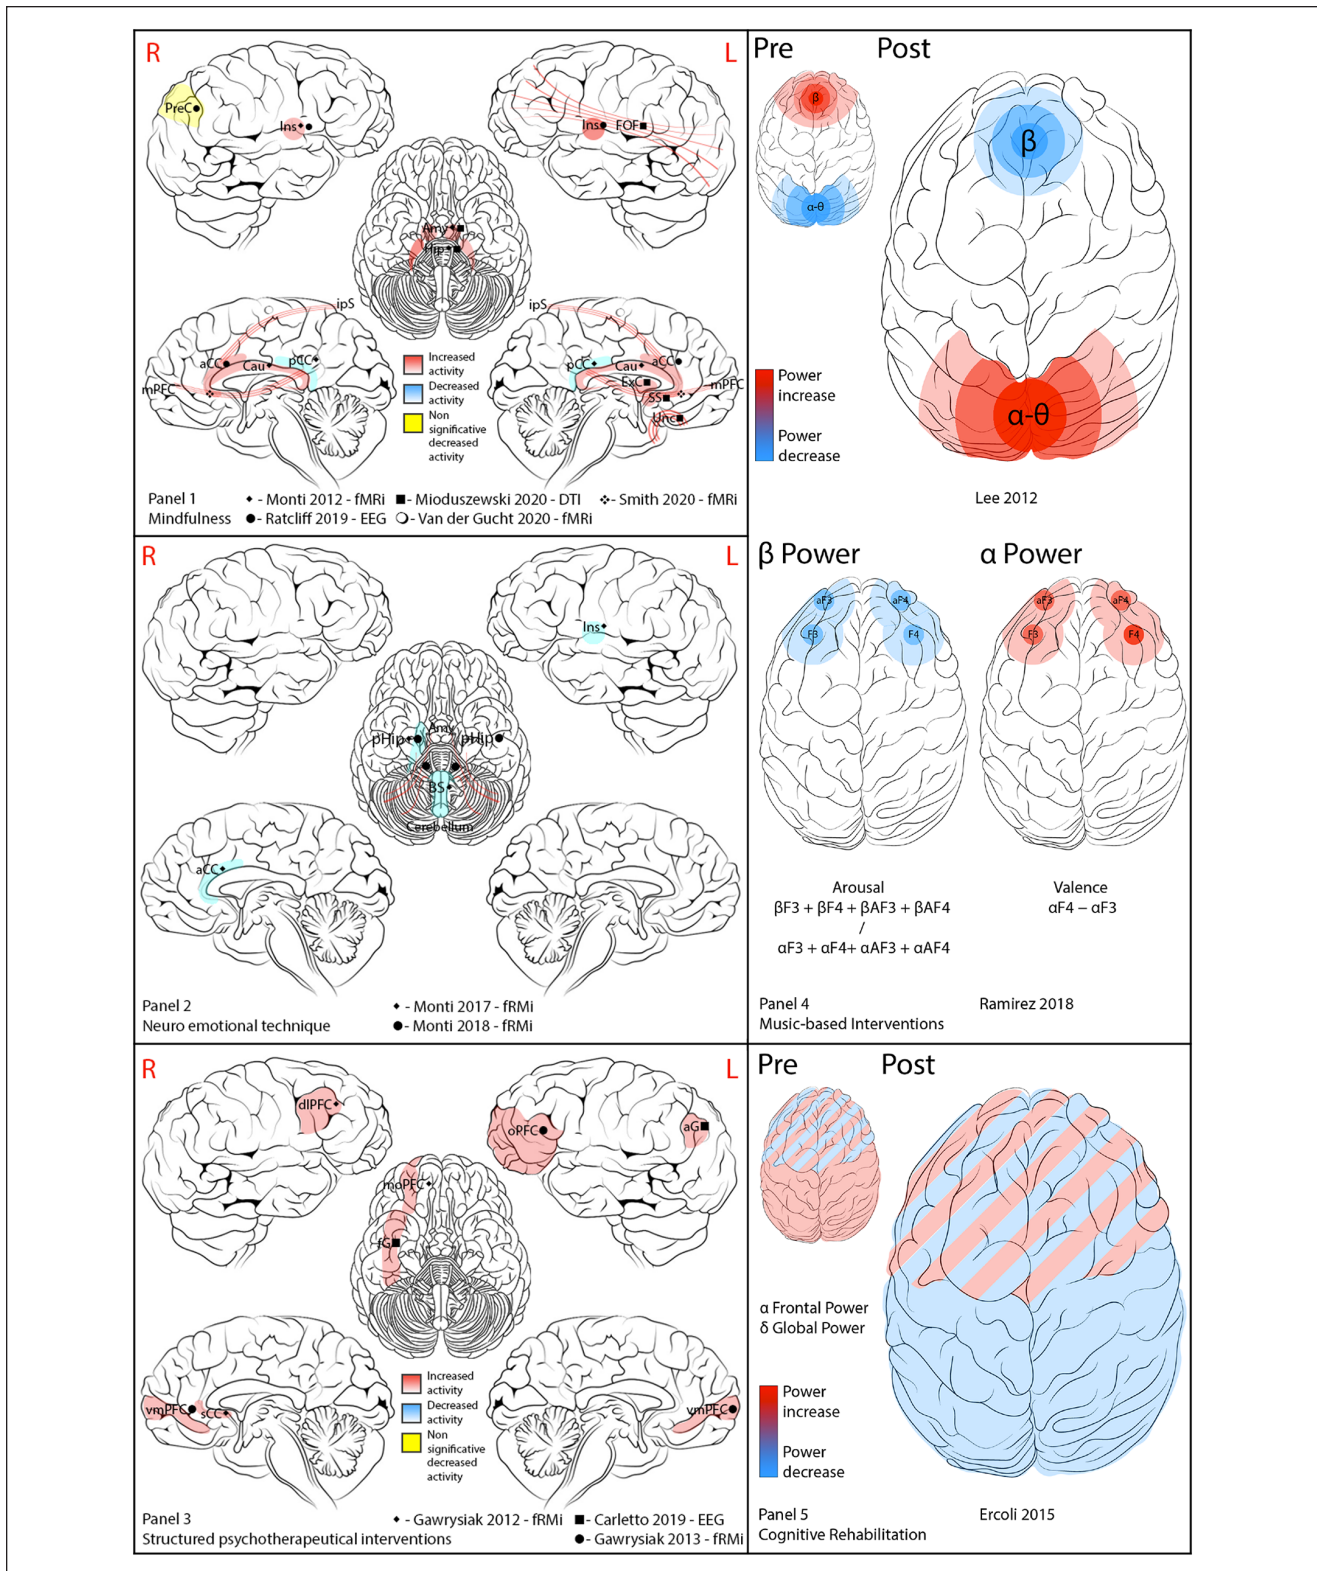 R
L
PreC
Ins
Ins
FOF
Amy
Hip
ipS
ipS
aCC
Cau
pCC
mPFC
pCC
Cau
aCC
ExC
mPFC
SS
Unc
Increased
activity
Decreased
activity
Non
significative
decreased
activity
Panel 1
Mindfulness
- Monti 2012 - fMRi
- Mioduszewski 2020 - DTI
- Smith 2020 - fMRi
- Ratcliff 2019 - EEG
- Van der Gucht 2020 - fMRi
Pre
Post
β
α-θ
β
α-θ
Power
increase
Power
decrease
Lee 2012
R
L
Ins
Amy
pHip
pHip
BS
Cerebellum
aCC
Panel 2
Neuro emotional technique
- Monti 2017 - fRMi
- Monti 2018 - fRMi
β Power
α Power
aF3
aF4
F3
F4
aF3
aF4
F3
F4
Arousal
βF3 + βF4 + βAF3 + βAF4
/
αF3 + αF4+ αAF3 + αAF4
Valence
αF4 − αF3
Panel 4
Music-based Interventions
Ramirez 2018
R
L
dlPFC
oPFC
aG
moPFC
fG
vmPFC
sCC
vmPFC
Increased
activity
Decreased
activity
Non
significative
decreased
activity
Panel 3
Structured psychotherapeutical interventions
- Gawrysiak 2012 - fRMi
- Carletto 2019 - EEG
- Gawrysiak 2013 - fRMi
Pre
Post
α Frontal Power
δ Global Power
Power
increase
Power
decrease
Panel 5
Cognitive Rehabilitation
Ercoli 2015